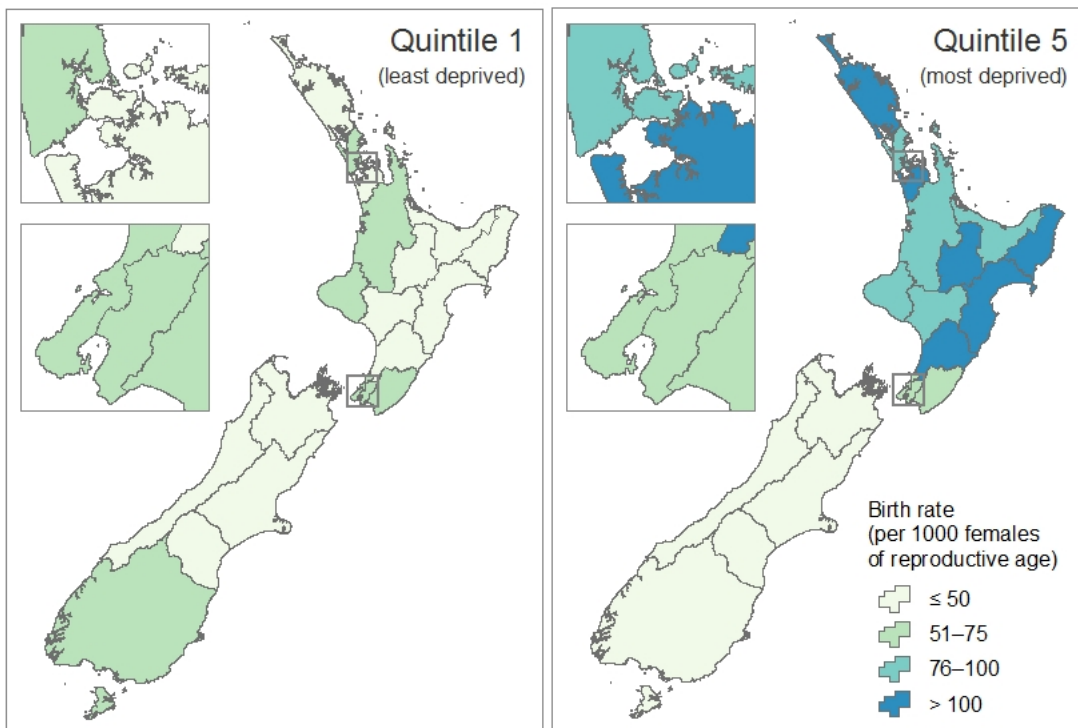 Quintile 1
(least deprived)
Quintile 5
(most deprived)
Birth rate
(per 1000 females
of reproductive age)
≤ 50
51–75
76–100
> 100